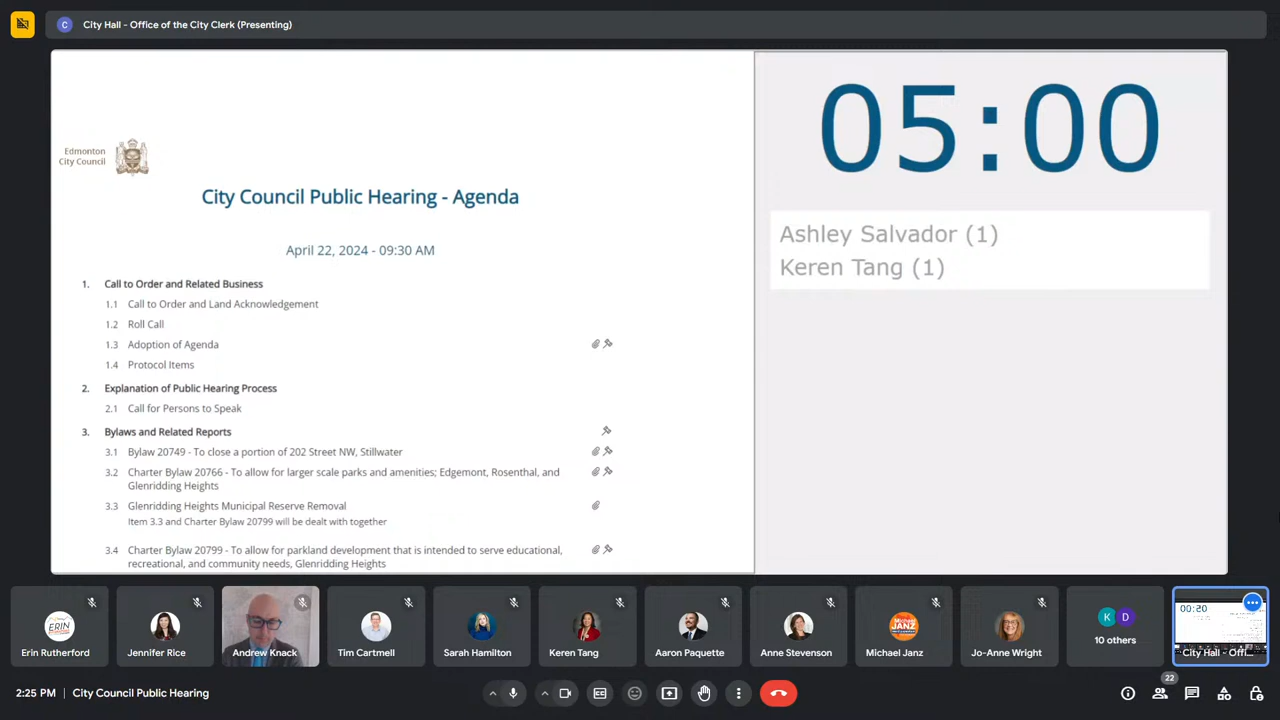 City Hall - Office of the City Clerk (Presenting)
C
Edmonton
City Council
City Council Public Hearing - Agenda
April 22, 2024 - 09:30 AM
1. Call to Order and Related Business
1.1 Call to Order and Land Acknowledgement
1.2 Roll Call
1.3 Adoption of Agenda
1.4 Protocol Items
2. Explanation of Public Hearing Process
2.1 Call for Persons to Speak
3. Bylaws and Related Reports
3.1 Bylaw 20749 - To close a portion of 202 Street NW, Stillwater
3.2 Charter Bylaw 20766 - To allow for larger scale parks and amenities; Edgemont, Rosenthal, and
Glenridding Heights
3.3 Glenridding Heights Municipal Reserve Removal
Item 3.3 and Charter Bylaw 20799 will be dealt with together
3.4 Charter Bylaw 20799 - To allow for parkland development that is intended to serve educational,
recreational, and community needs, Glenridding Heights
05:00
Ashley Salvador (1)
Keren Tang (1)
ERIN
Erin Rutherford
Jennifer Rice
Andrew Knack
Tim Cartmell
Sarah Hamilton
Keren Tang
Aaron Paquette
Anne Stevenson
JANZ
Michael Janz
Jo-Anne Wright
K D
10 others
00:50
City Hall - Offi...
2:25 PM | City Council Public Hearing
22